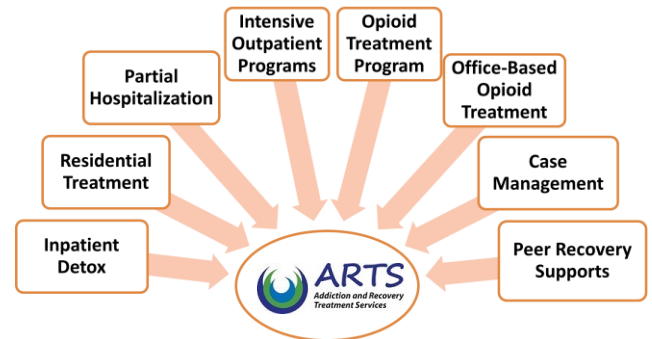 Inpatient
Detox
Residential
Treatment
Partial
Hospitalization
Intensive
Outpatient
Programs
Opioid
Treatment
Program
Office-Based
Opioid
Treatment
Case
Management
Peer Recovery
Supports
ARTS
Addiction and Recovery
Treatment Services